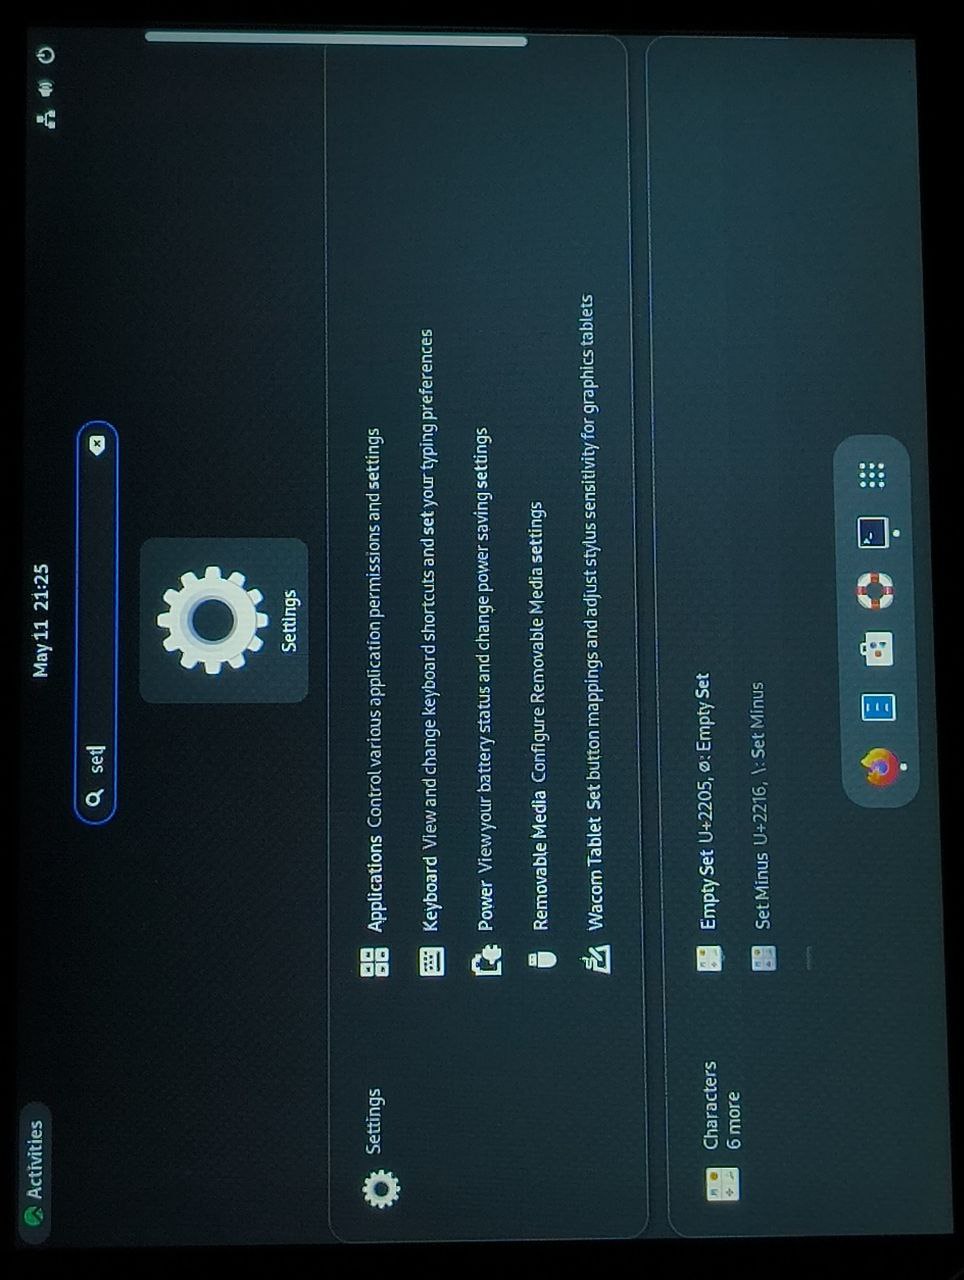 Activities
May 11 21:25
set
Settings
Settings
Applications Control various application permissions and settings
Keyboard View and change keyboard shortcuts and set your typing preferences
Power View your battery status and change power saving settings
Removable Media Configure Removable Media settings
Wacom Tablet Set button mappings and adjust stylus sensitivity for graphics tablets
Characters
6 more
Empty Set U+2205, ∅: Empty Set
Set Minus U+2216, ∖: Set Minus